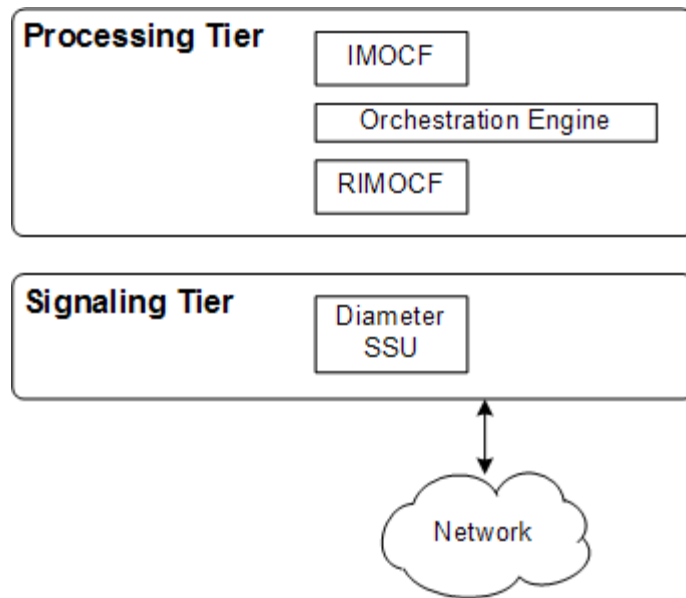 Processing Tier
IMOCF
Orchestration Engine
RIMOCF
Signaling Tier
Diameter
SSU
Network